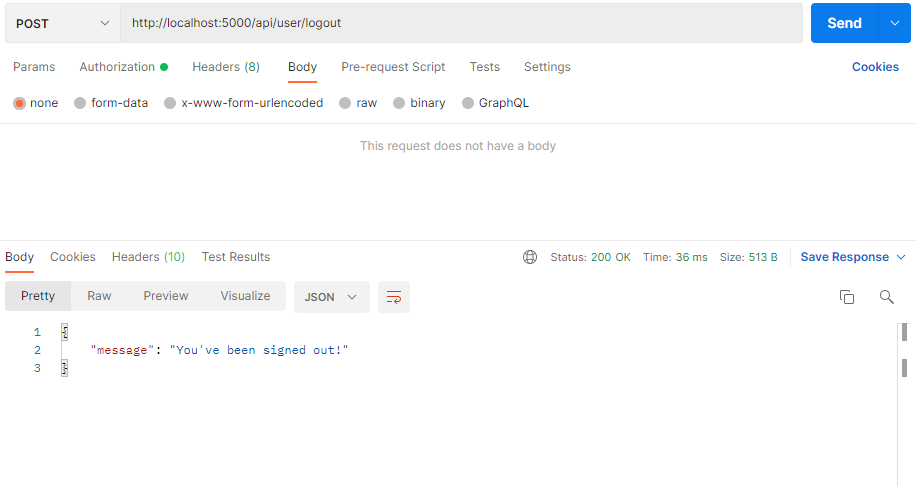 POST http://localhost:5000/api/user/logout Send
Params Authorization Headers (8) Body Pre-request Script Tests Settings Cookies
none form-data x-www-form-urlencoded raw binary GraphQL
This request does not have a body
Body Cookies Headers (10) Test Results Status: 200 OK Time: 36 ms Size: 513 B Save Response
Pretty Raw Preview Visualize JSON
1 {
2 "message": "You've been signed out!"
3 }